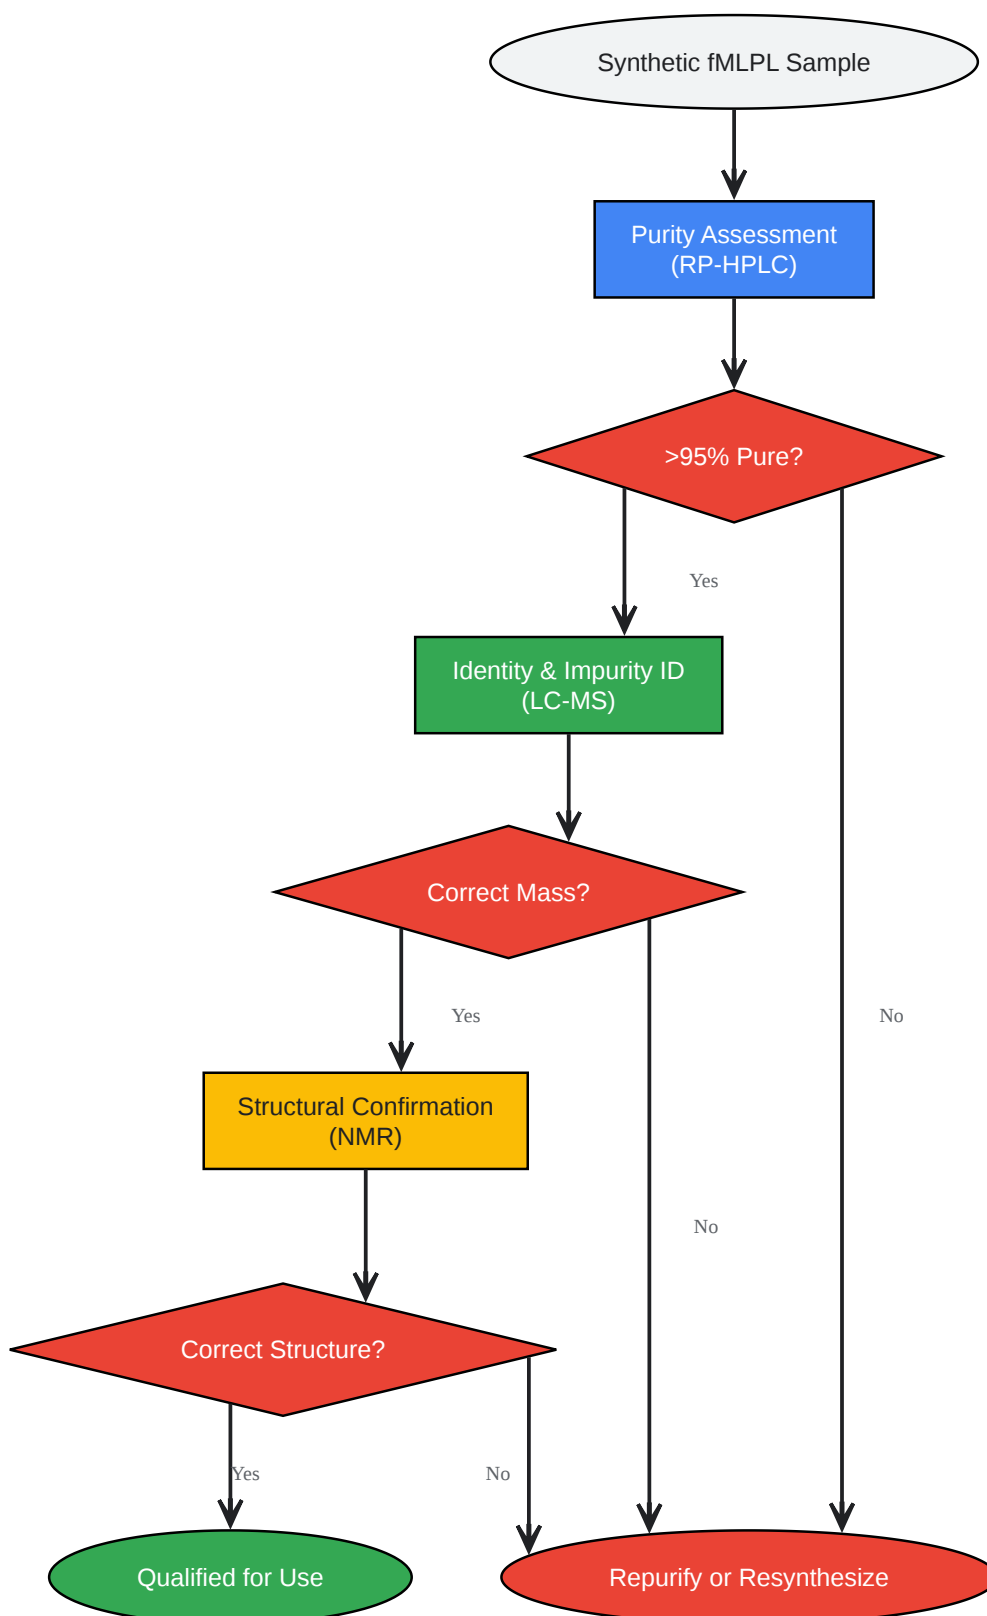 Synthetic fMLPL Sample
Purity Assessment
(RP-HPLC)
>95% Pure?
Yes
Identity & Impurity ID
(LC-MS)
Correct Mass?
Yes
No
Structural Confirmation
(NMR)
No
Correct Structure?
Yes
No
Qualified for Use
Repurify or Resynthesize